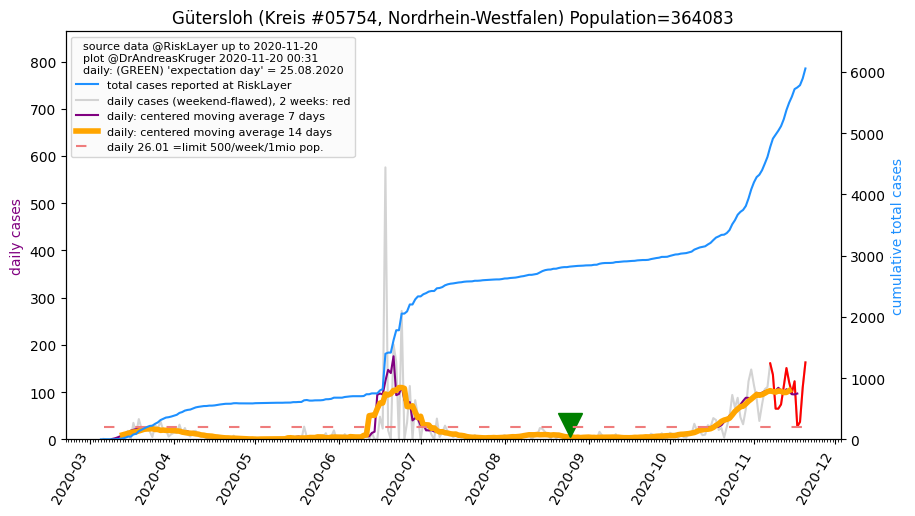 Gütersloh (Kreis #05754, Nordrhein-Westfalen) Population=364083
source data @RiskLayer up to 2020-11-20
plot @DrAndreasKruger 2020-11-20 00:31
daily: (GREEN) 'expectation day' = 25.08.2020
total cases reported at RiskLayer
daily cases (weekend-flawed), 2 weeks: red
daily: centered moving average 7 days
daily: centered moving average 14 days
daily 26.01 =limit 500/week/1mio pop.
daily cases
800
700
600
500
400
300
200
100
0
cumulative total cases
6000
5000
4000
3000
2000
1000
0
2020-03
2020-04
2020-05
2020-06
2020-07
2020-08
2020-09
2020-10
2020-11
2020-12